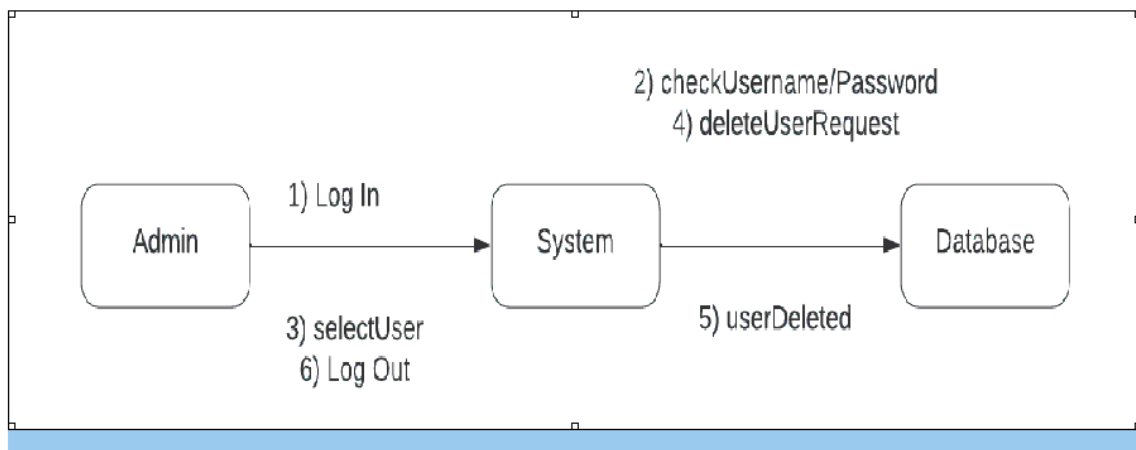 2) checkUsername/Password
4) deleteUserRequest
1) Log In
Admin
System
Database
3) selectUser
6) Log Out
5) userDeleted